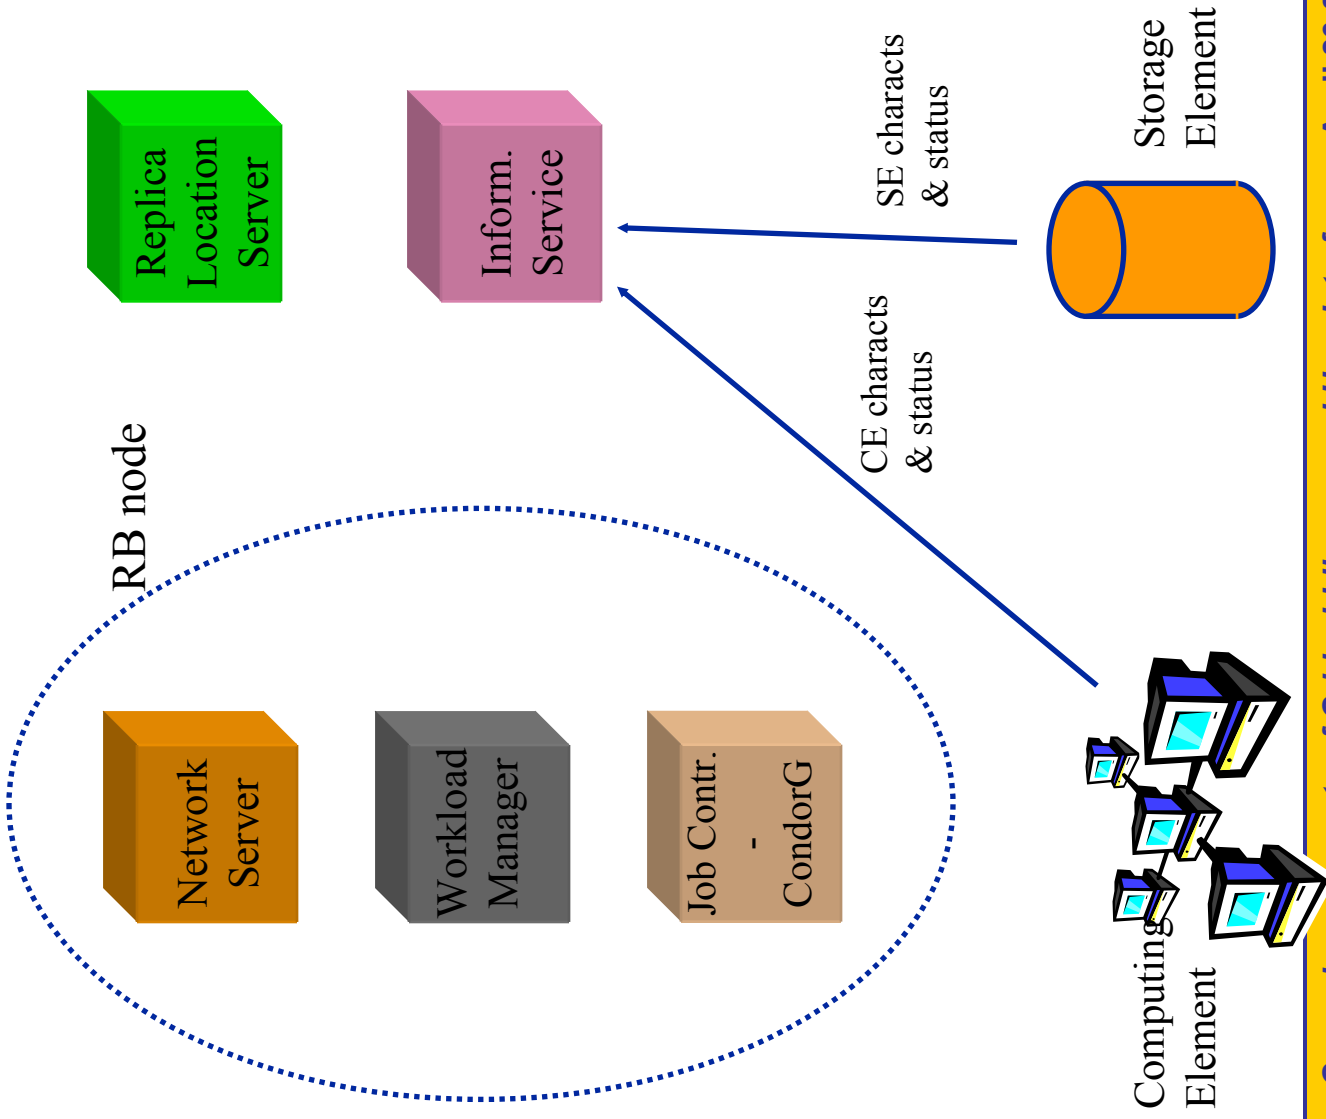 RB node
Network
Server
Workload
Manager
Job Contr.
-
CondorG
Replica
Location
Server
Inform.
Service
CE characts
& status
SE characts
& status
Computing
Element
Storage
Element